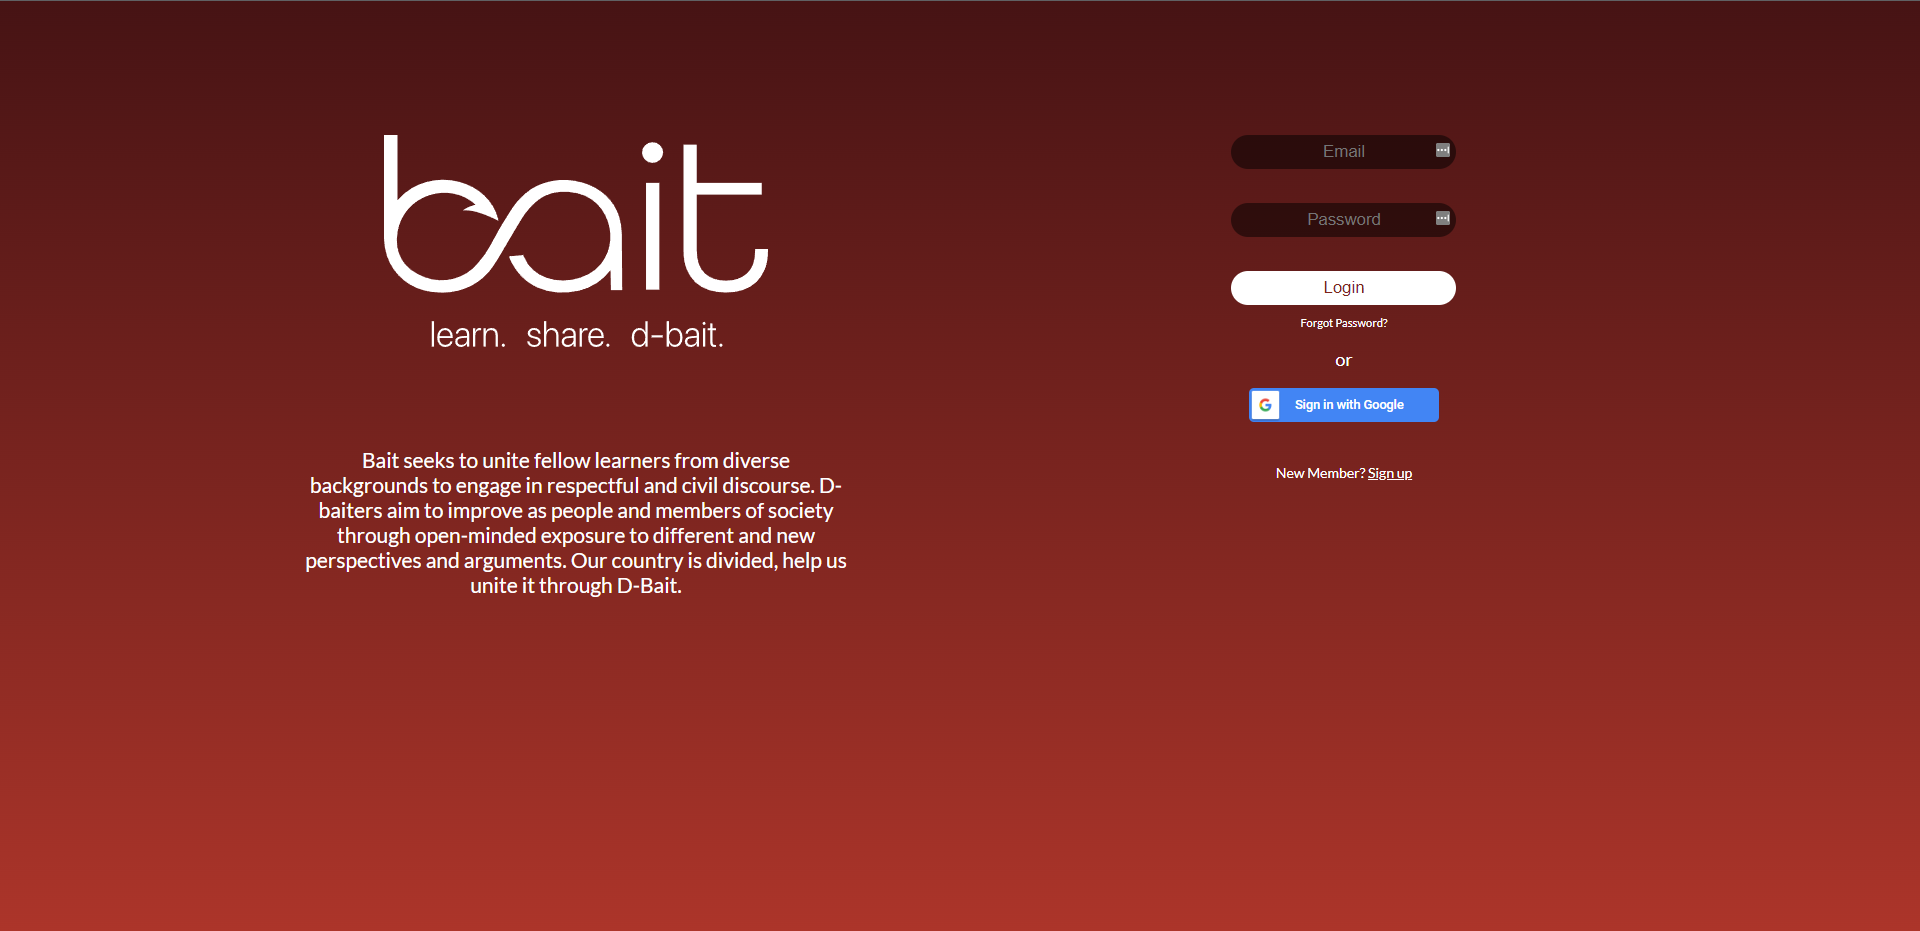 bait
learn. share. d-bait.
Bait seeks to unite fellow learners from diverse
backgrounds to engage in respectful and civil discourse. D-
baiters aim to improve as people and members of society
through open-minded exposure to different and new
perspectives and arguments. Our country is divided, help us
unite it through D-Bait.
Email
Password
Login
Forgot Password?
or
G
Sign in with Google
New Member? Sign up